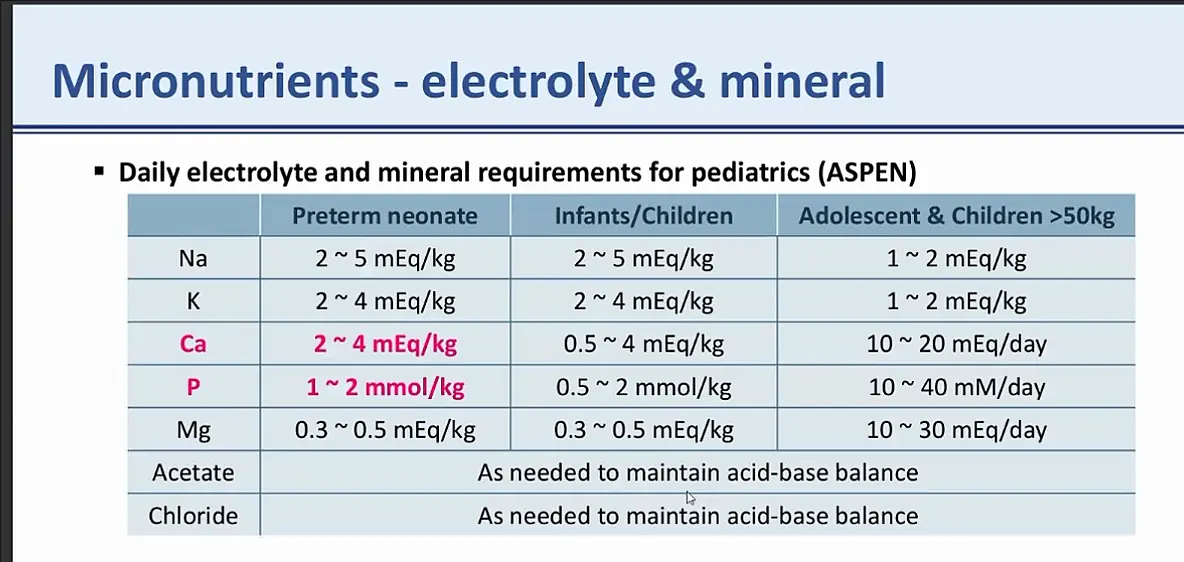 Micronutrients - electrolyte & mineral
▪ Daily electrolyte and mineral requirements for pediatrics (ASPEN)
Preterm neonate Infants/Children Adolescent & Children >50kg
Na 2 ~ 5 mEq/kg 2 ~ 5 mEq/kg 1 ~ 2 mEq/kg
K 2 ~ 4 mEq/kg 2 ~ 4 mEq/kg 1 ~ 2 mEq/kg
Ca 2 ~ 4 mEq/kg 0.5 ~ 4 mEq/kg 10 ~ 20 mEq/day
P 1 ~ 2 mmol/kg 0.5 ~ 2 mmol/kg 10 ~ 40 mM/day
Mg 0.3 ~ 0.5 mEq/kg 0.3 ~ 0.5 mEq/kg 10 ~ 30 mEq/day
Acetate As needed to maintain acid-base balance
Chloride As needed to maintain acid-base balance